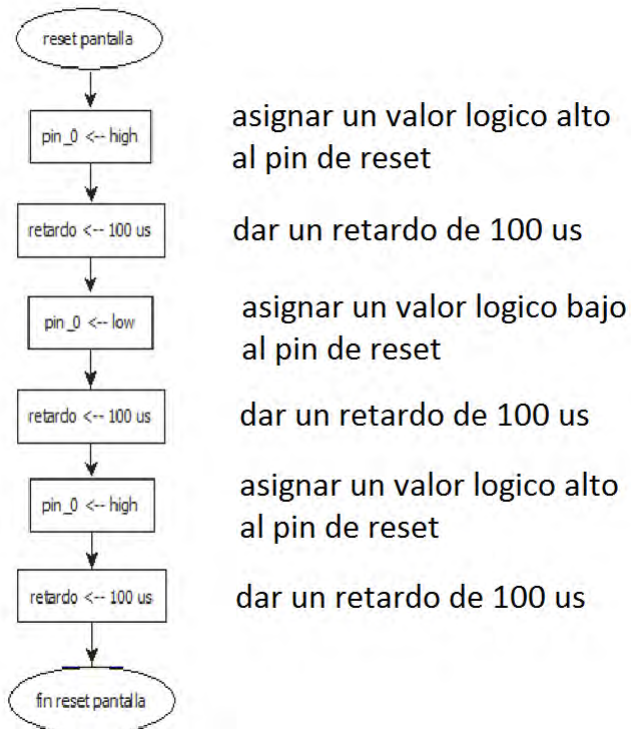 reset pantalla
pin_0 <-- high
asignar un valor logico alto
al pin de reset
retardo <-- 100 us
dar un retardo de 100 us
pin_0 <-- low
asignar un valor logico bajo
al pin de reset
retardo <-- 100 us
dar un retardo de 100 us
pin_0 <-- high
asignar un valor logico alto
al pin de reset
retardo <-- 100 us
dar un retardo de 100 us
fin reset pantalla